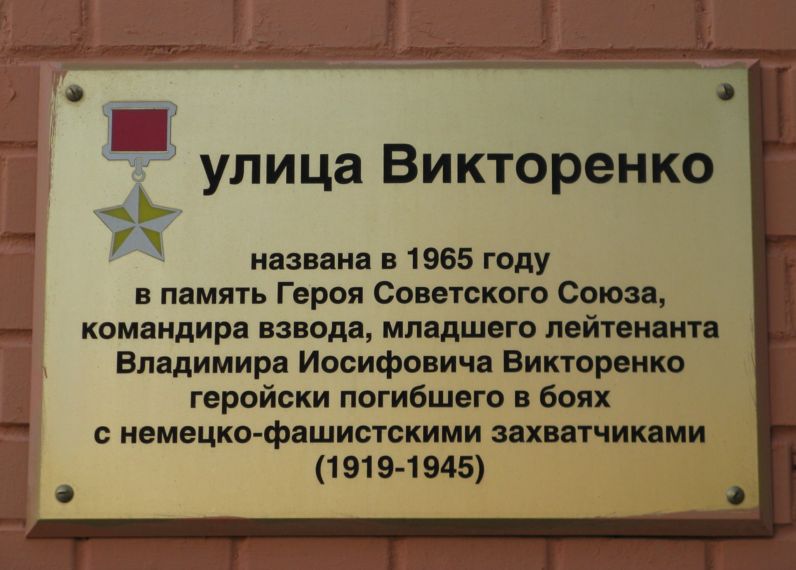 улица Викторенко
названа в 1965 году
в память Героя Советского Союза,
командира взвода, младшего лейтенанта
Владимира Иосифовича Викторенко
геройски погибшего в боях
с немецко-фашистскими захватчиками
(1919-1945)